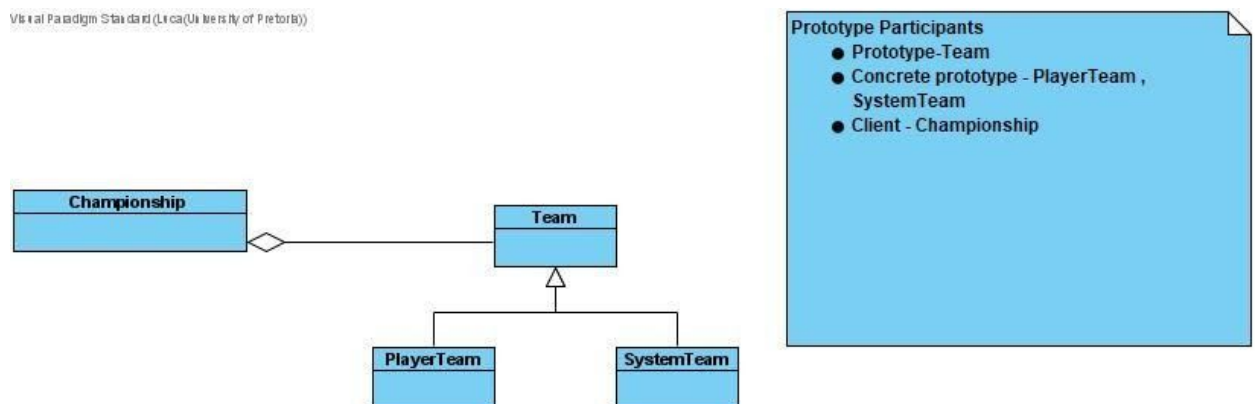 Visual Paradigm Standard (Luca(University of Pretoria))
Prototype Participants
● Prototype-Team
● Concrete prototype - PlayerTeam ,
SystemTeam
● Client - Championship
Championship
Team
PlayerTeam
SystemTeam